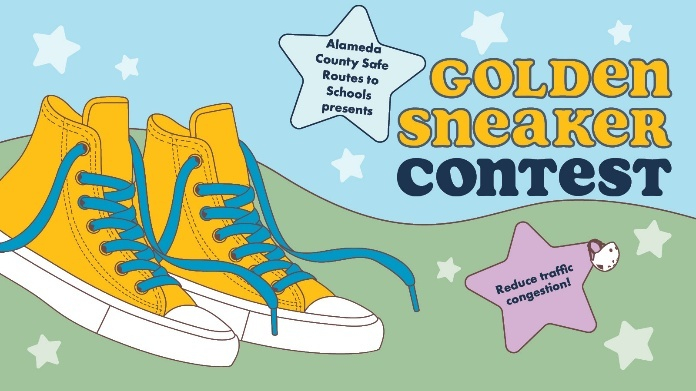 Alameda
County Safe
Routes to
Schools
presents
GOLDEN
SNEAKER
CONTEST
Reduce traffic
congestion!